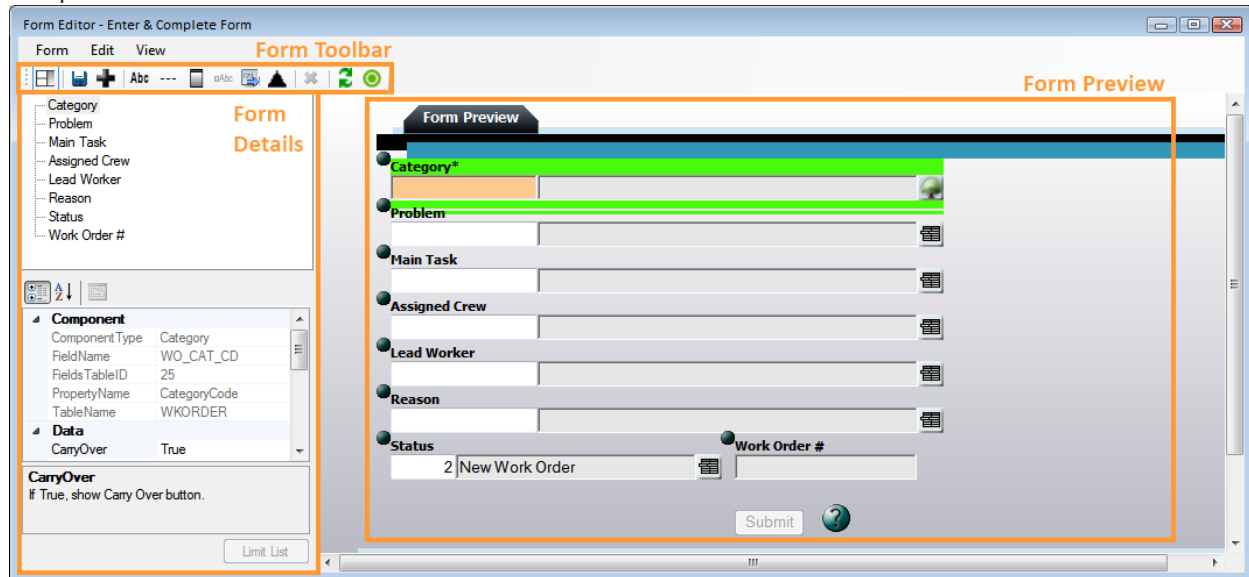 Form Editor - Enter & Complete Form
Form Edit View
Form Toolbar
Abc --- Abc
Form Preview
Category
Problem
Main Task
Assigned Crew
Lead Worker
Reason
Status
Work Order #
Form
Details
A
Z
Component
ComponentType Category
FieldName WO_CAT_CD
FieldsTableID 25
PropertyName CategoryCode
TableName WKORDER
Data
CarryOver True
CarryOver
If True, show Carry Over button.
Limit List
Form Preview
Category*
Problem
Main Task
Assigned Crew
Lead Worker
Reason
Status Work Order #
2 New Work Order
Submit ?